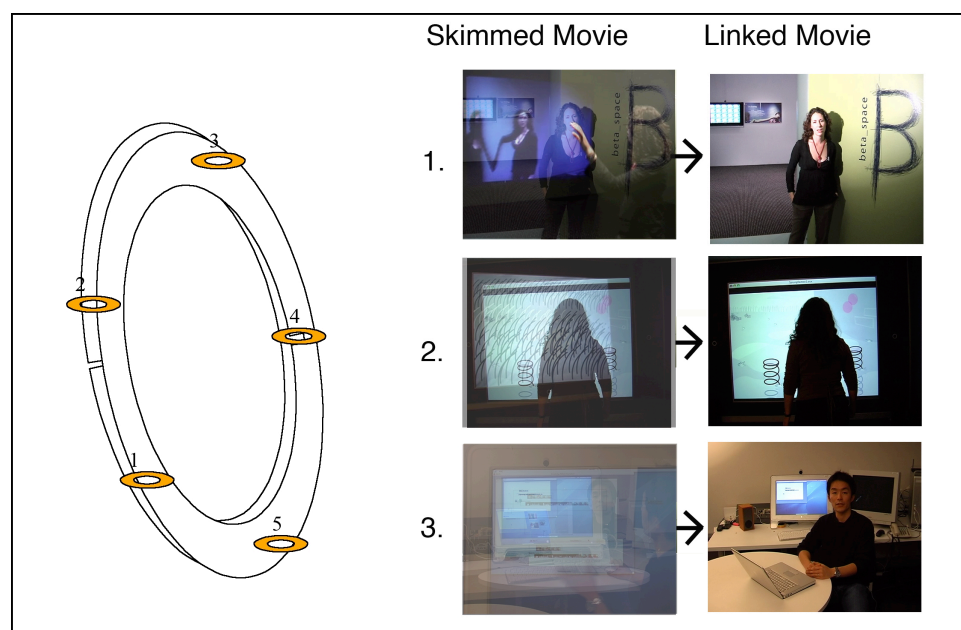 Skimmed Movie
Linked Movie
3
2
4
1
5
1.
beta_space
B
beta_space
B
2.
3.